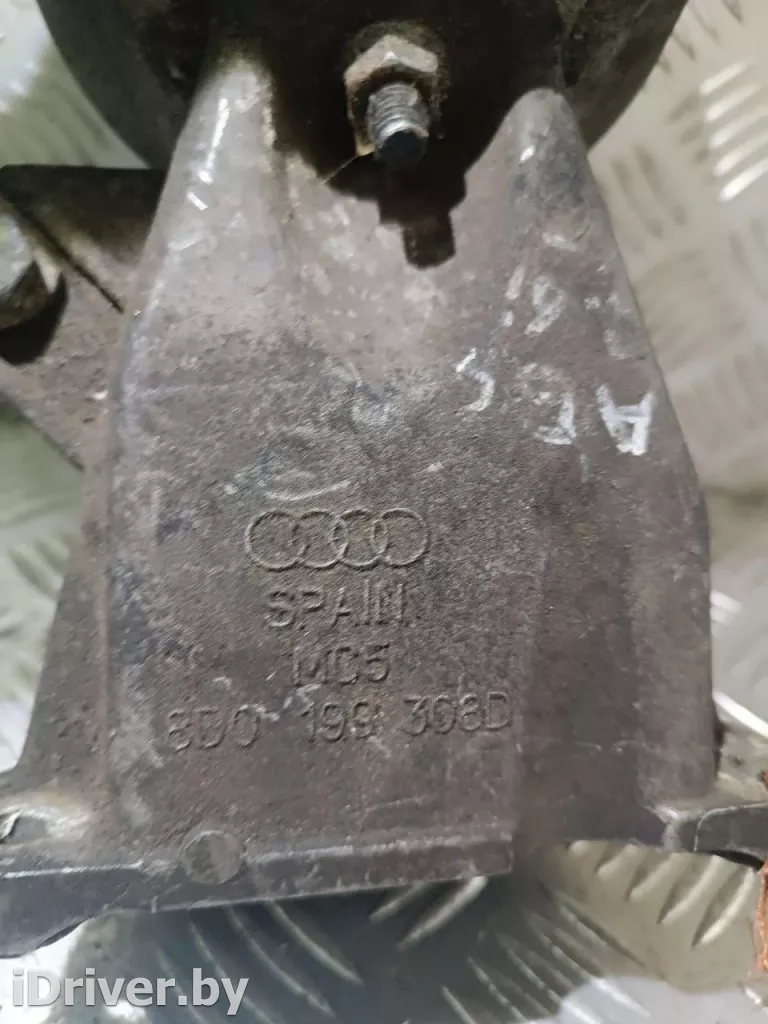 SPAIN
MC5
8D0 199 308D
iDriver.by